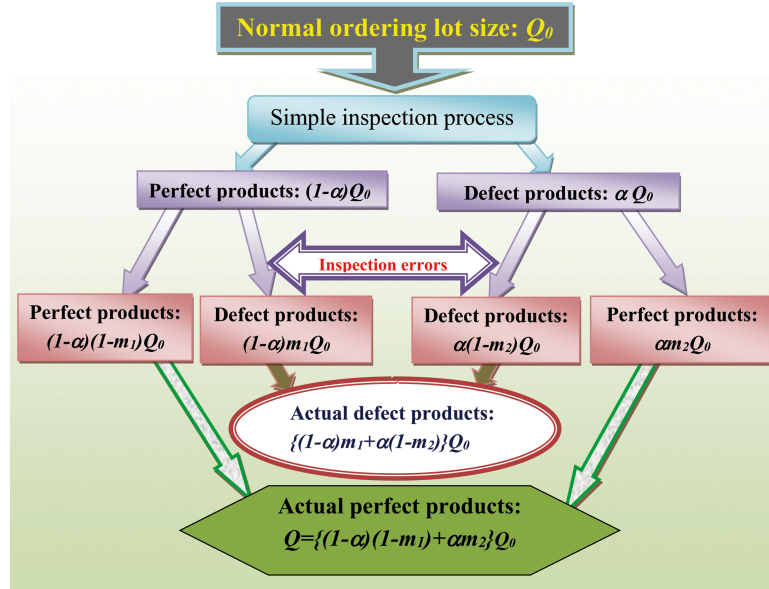 Normal ordering lot size: Q₀
Simple inspection process
Perfect products: (1-α)Q₀
Defect products: α Q₀
Inspection errors
Perfect products:
(1-α)(1-m₁)Q₀
Defect products:
(1-α)m₁Q₀
Defect products:
α(1-m₂)Q₀
Perfect products:
αm₂Q₀
Actual defect products:
{(1-α)m₁+α(1-m₂)}Q₀
Actual perfect products:
Q={(1-α)(1-m₁)+αm₂}Q₀